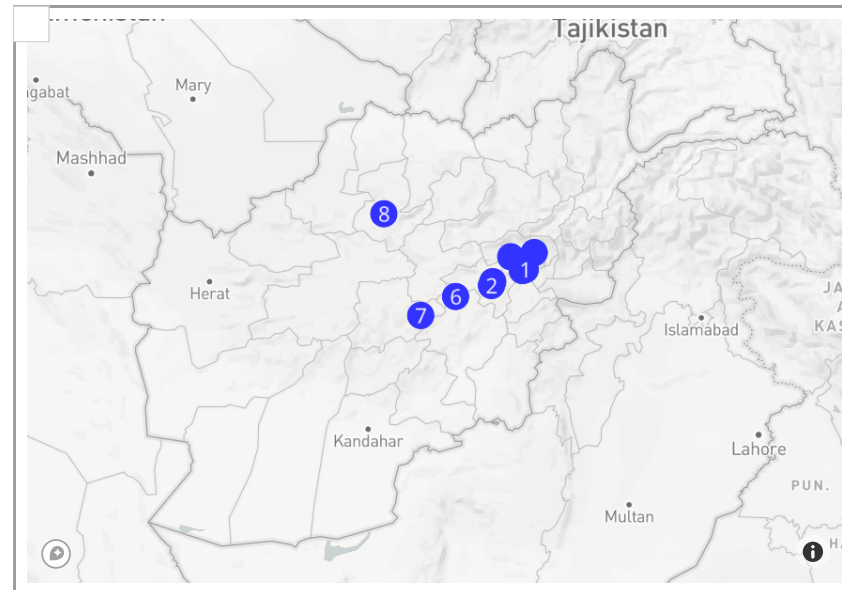 Tajikistan
Mary
Mashhad
8
1
2
Herat
6
7
Islamabad
Kandahar
Lahore
PUN.
Multan